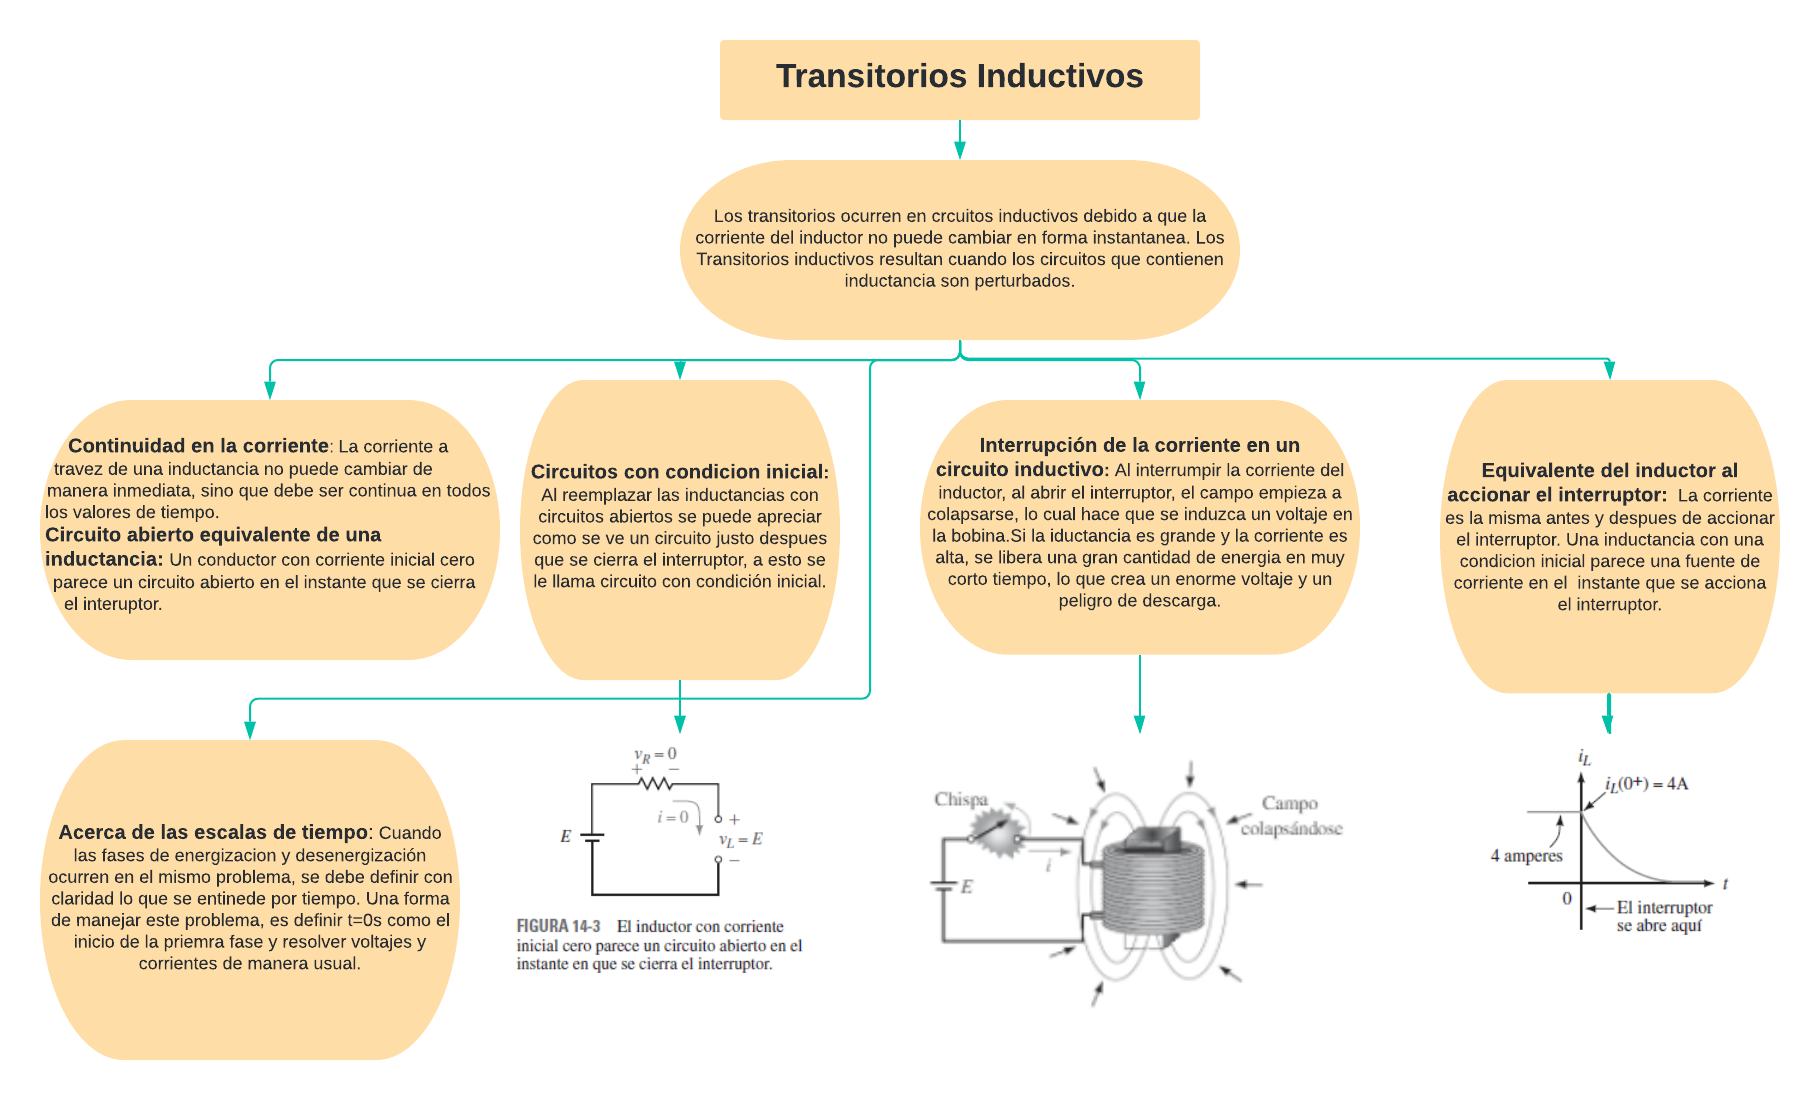 Transitorios Inductivos
Los transitorios ocurren en crcuitos inductivos debido a que la
corriente del inductor no puede cambiar en forma instantanea. Los
Transitorios inductivos resultan cuando los circuitos que contienen
inductancia son perturbados.
Continuidad en la corriente: La corriente a
travez de una inductancia no puede cambiar de
manera inmediata, sino que debe ser continua en todos
los valores de tiempo.
Circuito abierto equivalente de una
inductancia: Un conductor con corriente inicial cero
parece un circuito abierto en el instante que se cierra
el interuptor.
Circuitos con condicion inicial:
Al reemplazar las inductancias con
circuitos abiertos se puede apreciar
como se ve un circuito justo despues
que se cierra el interruptor, a esto se
le llama circuito con condición inicial.
Interrupción de la corriente en un
circuito inductivo: Al interrumpir la corriente del
inductor, al abrir el interruptor, el campo empieza a
colapsarse, lo cual hace que se induzca un voltaje en
la bobina.Si la iductancia es grande y la corriente es
alta, se libera una gran cantidad de energia en muy
corto tiempo, lo que crea un enorme voltaje y un
peligro de descarga.
Equivalente del inductor al
accionar el interruptor: La corriente
es la misma antes y despues de accionar
el interruptor. Una inductancia con una
condicion inicial parece una fuente de
corriente en el instante que se acciona
el interruptor.
Acerca de las escalas de tiempo: Cuando
las fases de energizacion y desenergización
ocurren en el mismo problema, se debe definir con
claridad lo que se entinede por tiempo. Una forma
de manejar este problema, es definir t=0s como el
inicio de la priemra fase y resolver voltajes y
corrientes de manera usual.
vR = 0
+ −
i = 0
+
E
vL = E
−
FIGURA 14-3 El inductor con corriente
inicial cero parece un circuito abierto en el
instante en que se cierra el interruptor.
Chispa
Campo
colapsándose
i
E
iL
iL(0+) = 4A
4 amperes
t
0
El interruptor
se abre aquí